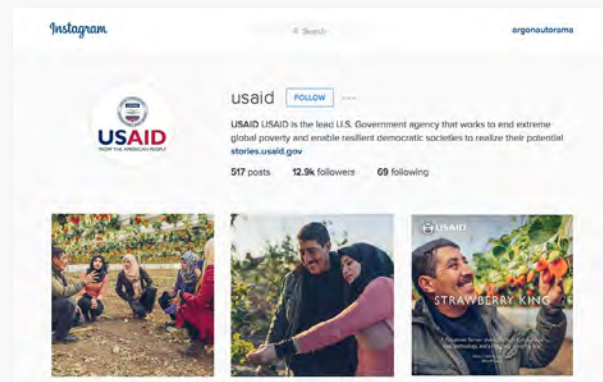 Instagram
Search
argonautorama
USAID
FROM THE AMERICAN PEOPLE
usaid FOLLOW ...
USAID USAID is the lead U.S. Government agency that works to end extreme
global poverty and enable resilient democratic societies to realize their potential
stories.usaid.gov
517 posts 12.9k followers 69 following
USAID
STRAWBERRY KING